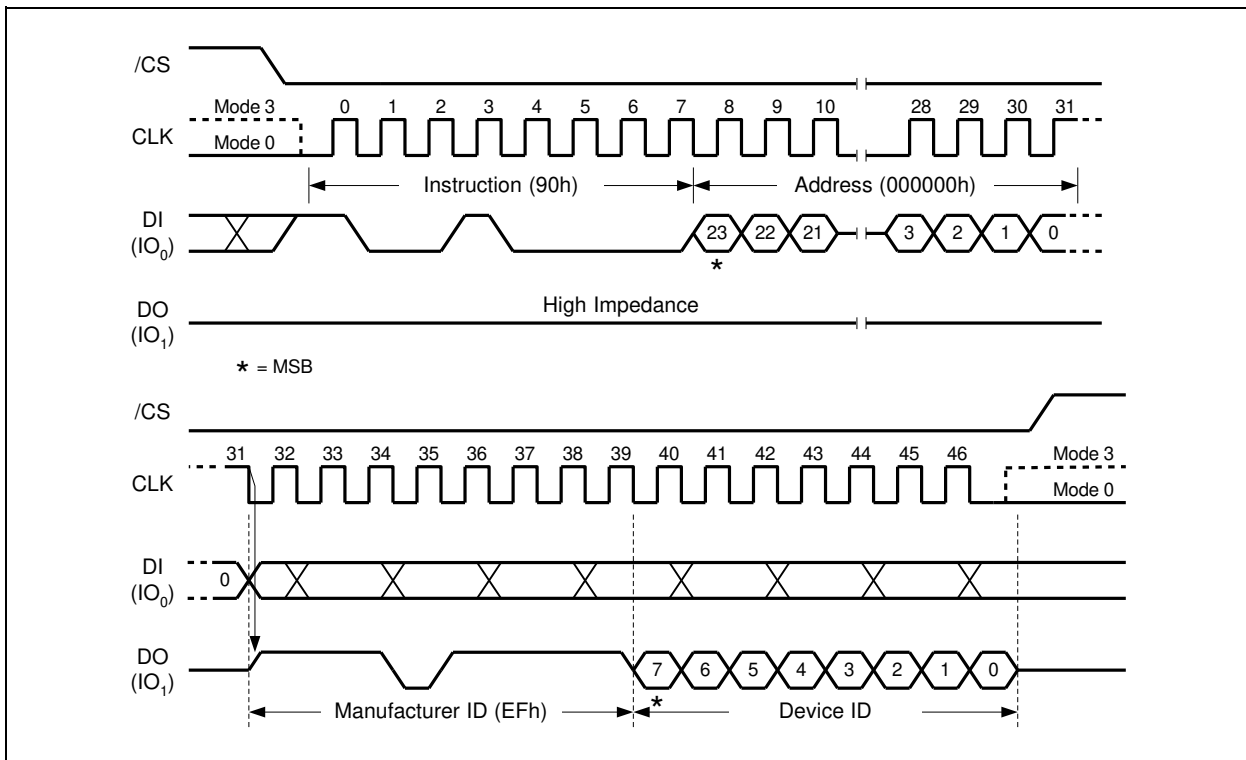 /CS
Mode 3 0 1 2 3 4 5 6 7 8 9 10 28 29 30 31
CLK
Mode 0
Instruction (90h) Address (000000h)
DI
(IO0)
23 22 21 3 2 1 0
*
High Impedance
DO
(IO1)
* = MSB
/CS
31 32 33 34 35 36 37 38 39 40 41 42 43 44 45 46 Mode 3
CLK
Mode 0
DI
(IO0)
0
DO
(IO1)
7 6 5 4 3 2 1 0
*
Manufacturer ID (EFh) Device ID